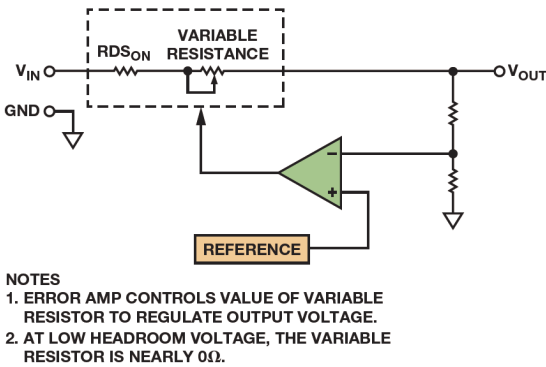 VARIABLE
RDSON RESISTANCE
VIN
VOUT
GND
−
+
REFERENCE
NOTES
1. ERROR AMP CONTROLS VALUE OF VARIABLE
RESISTOR TO REGULATE OUTPUT VOLTAGE.
2. AT LOW HEADROOM VOLTAGE, THE VARIABLE
RESISTOR IS NEARLY 0Ω.